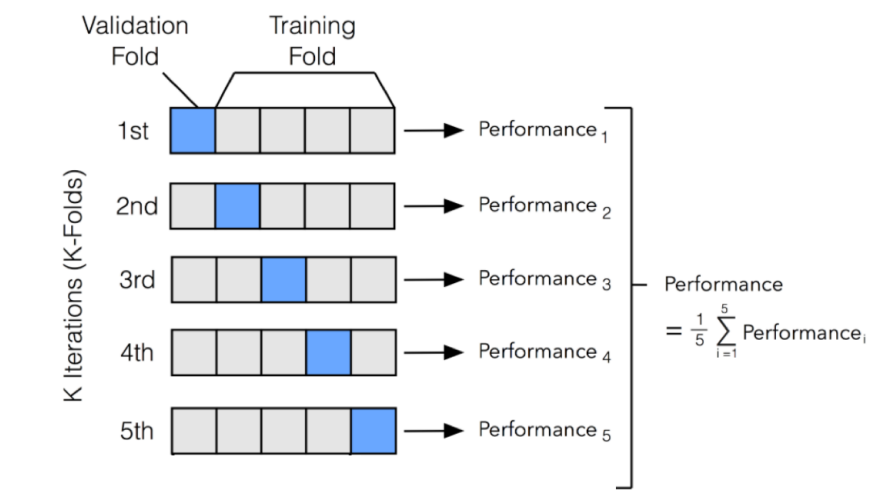 Validation
Fold
Training
Fold
K Iterations (K-Folds)
1st
Performance 1
2nd
Performance 2
3rd
Performance 3
4th
Performance 4
5th
Performance 5
Performance
= 1/5 5∑i=1 Performance i